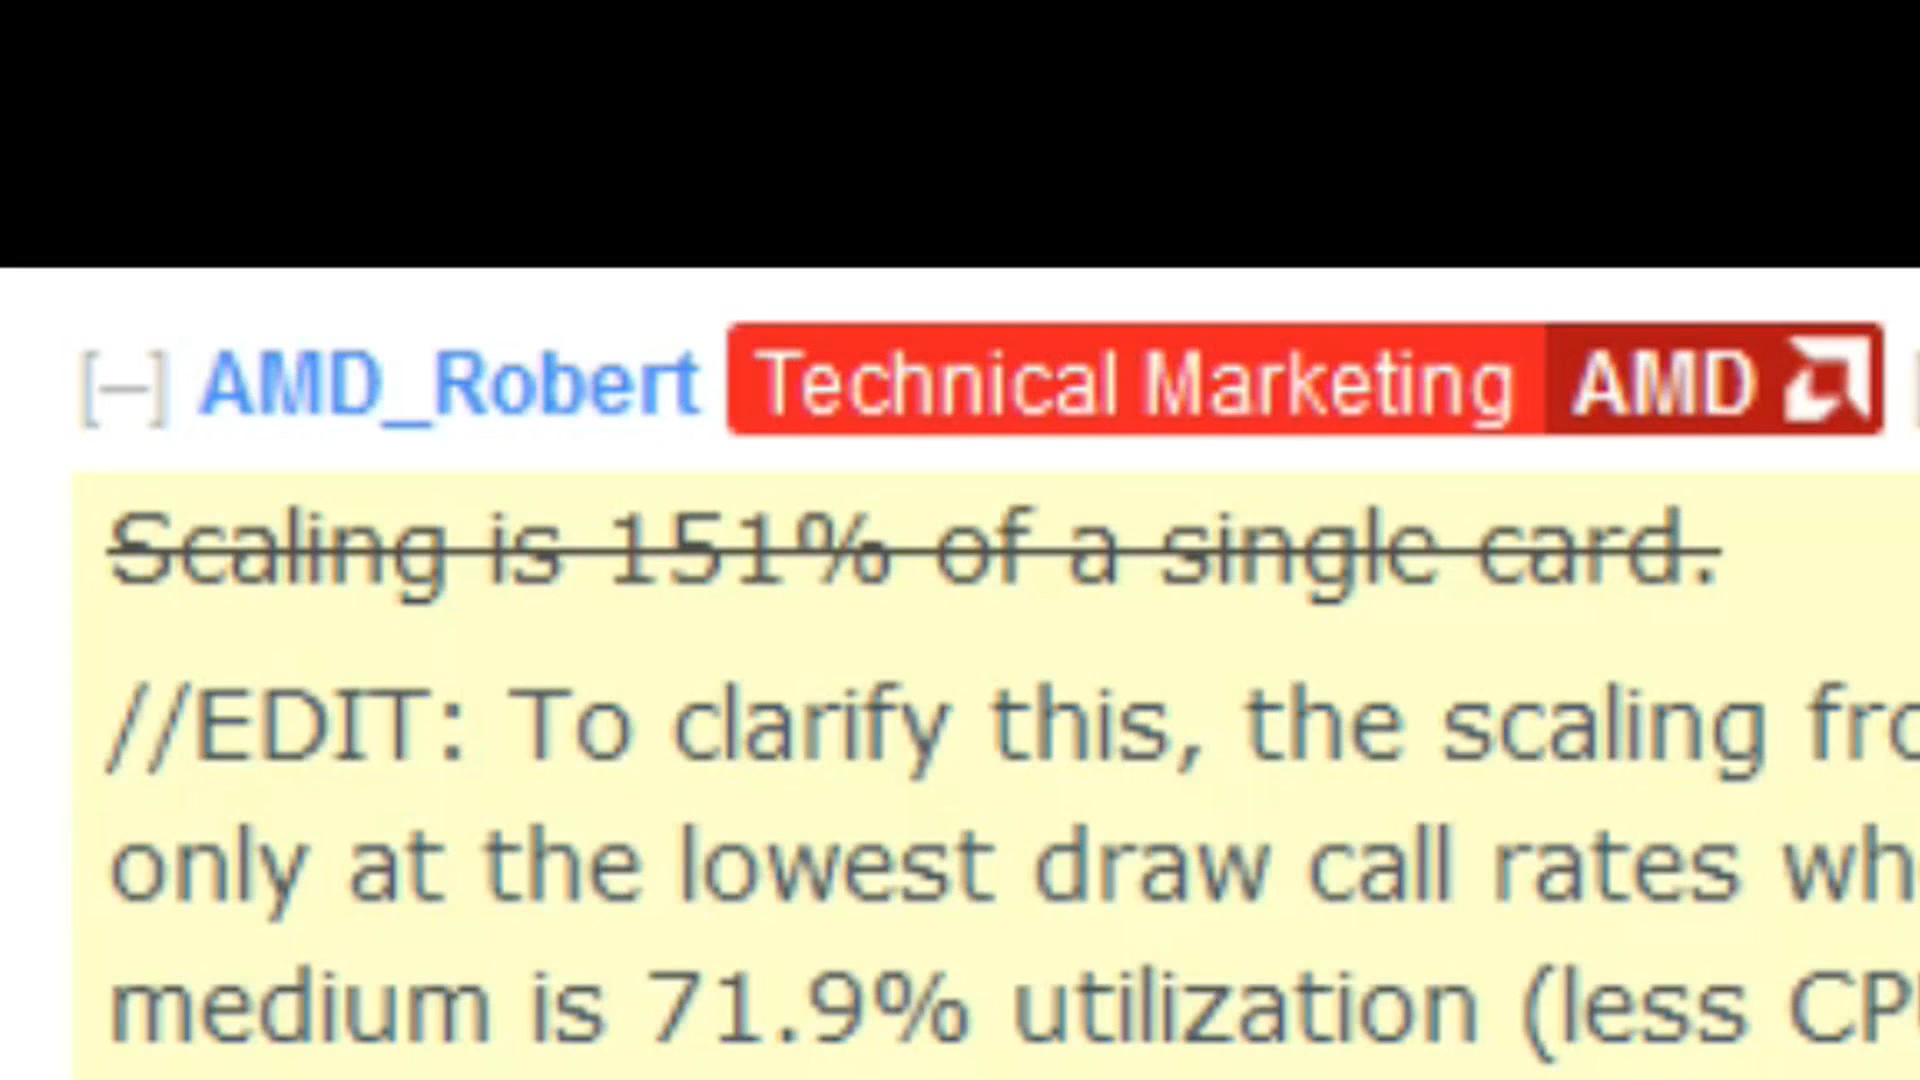 [–] AMD_Robert Technical Marketing AMD
Scaling is 151% of a single card.
//EDIT: To clarify this, the scaling
only at the lowest draw call rates
medium is 71.9% utilization (less